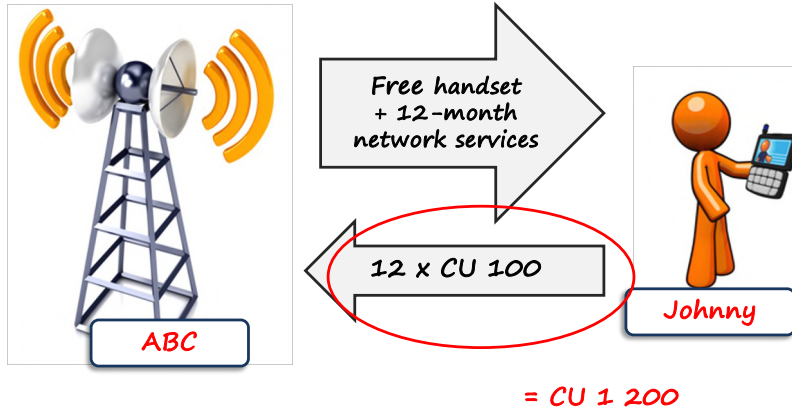 Free handset
+ 12-month
network services
12 x CU 100
Johnny
ABC
= CU 1 200